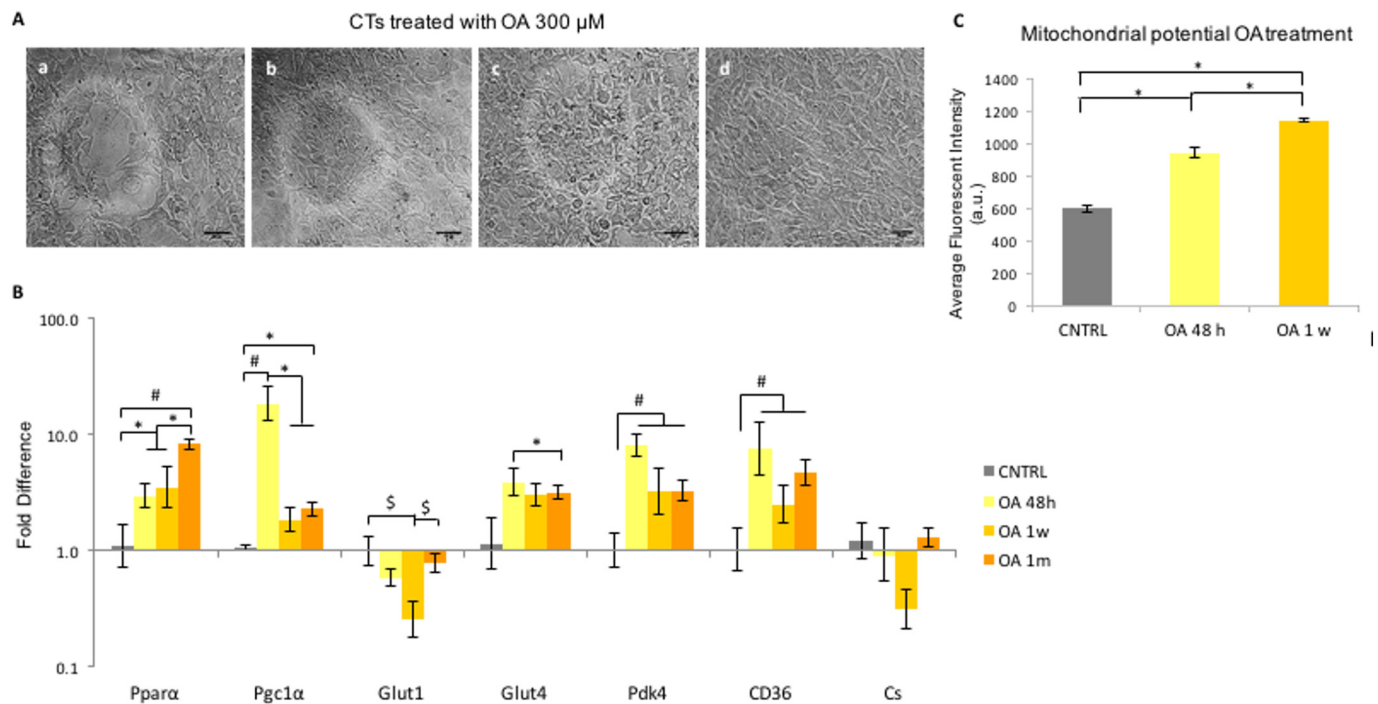 A
CTs treated with OA 300 µM
a
b
c
d
C
Mitochondrial potential OA treatment
Average Fluorescent Intensity
(a.u.)
1400
1200
1000
800
600
400
200
0
*
*
*
CNTRL
OA 48 h
OA 1 w
B
Fold Difference
100.0
10.0
1.0
0.1
#
*
*
*
#
*
$
$
*
#
#
Pparα
Pgc1α
Glut1
Glut4
Pdk4
CD36
Cs
CNTRL
OA 48h
OA 1w
OA 1m